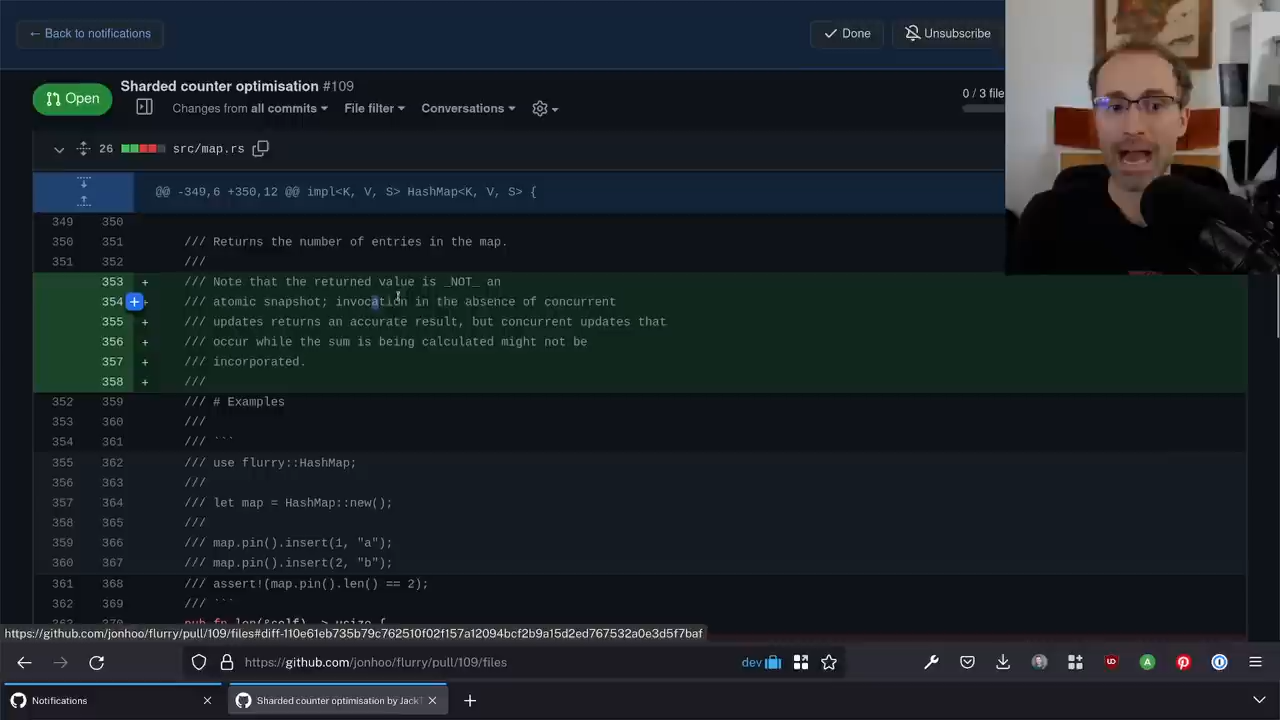 ← Back to notifications
Done
Unsubscribe
Open
Sharded counter optimisation #109
Changes from all commits
File filter
Conversations
0 / 3 file
26
src/map.rs
@@ -349,6 +350,12 @@ impl<K, V, S> HashMap<K, V, S> {
349 350
350 351 /// Returns the number of entries in the map.
351 352 ///
353 + /// Note that the returned value is _NOT_ an
354 + /// atomic snapshot; invocation in the absence of concurrent
355 + /// updates returns an accurate result, but concurrent updates that
356 + /// occur while the sum is being calculated might not be
357 + /// incorporated.
358 + ///
352 359 /// # Examples
353 360 ///
354 361 /// ```
355 362 /// use flurry::HashMap;
356 363 ///
357 364 /// let map = HashMap::new();
358 365 ///
359 366 /// map.pin().insert(1, "a");
360 367 /// map.pin().insert(2, "b");
361 368 /// assert!(map.pin().len() == 2);
362 369 /// ```
363 370 pub fn len(&self) -> usize {
https://github.com/jonhoo/flurry/pull/109/files#diff-110e61eb735b79c762510f02f157a12094bcf2b9a15d2ed767532a0e3d5f7baf
https://github.com/jonhoo/flurry/pull/109/files
dev
Notifications
Sharded counter optimisation by JackT